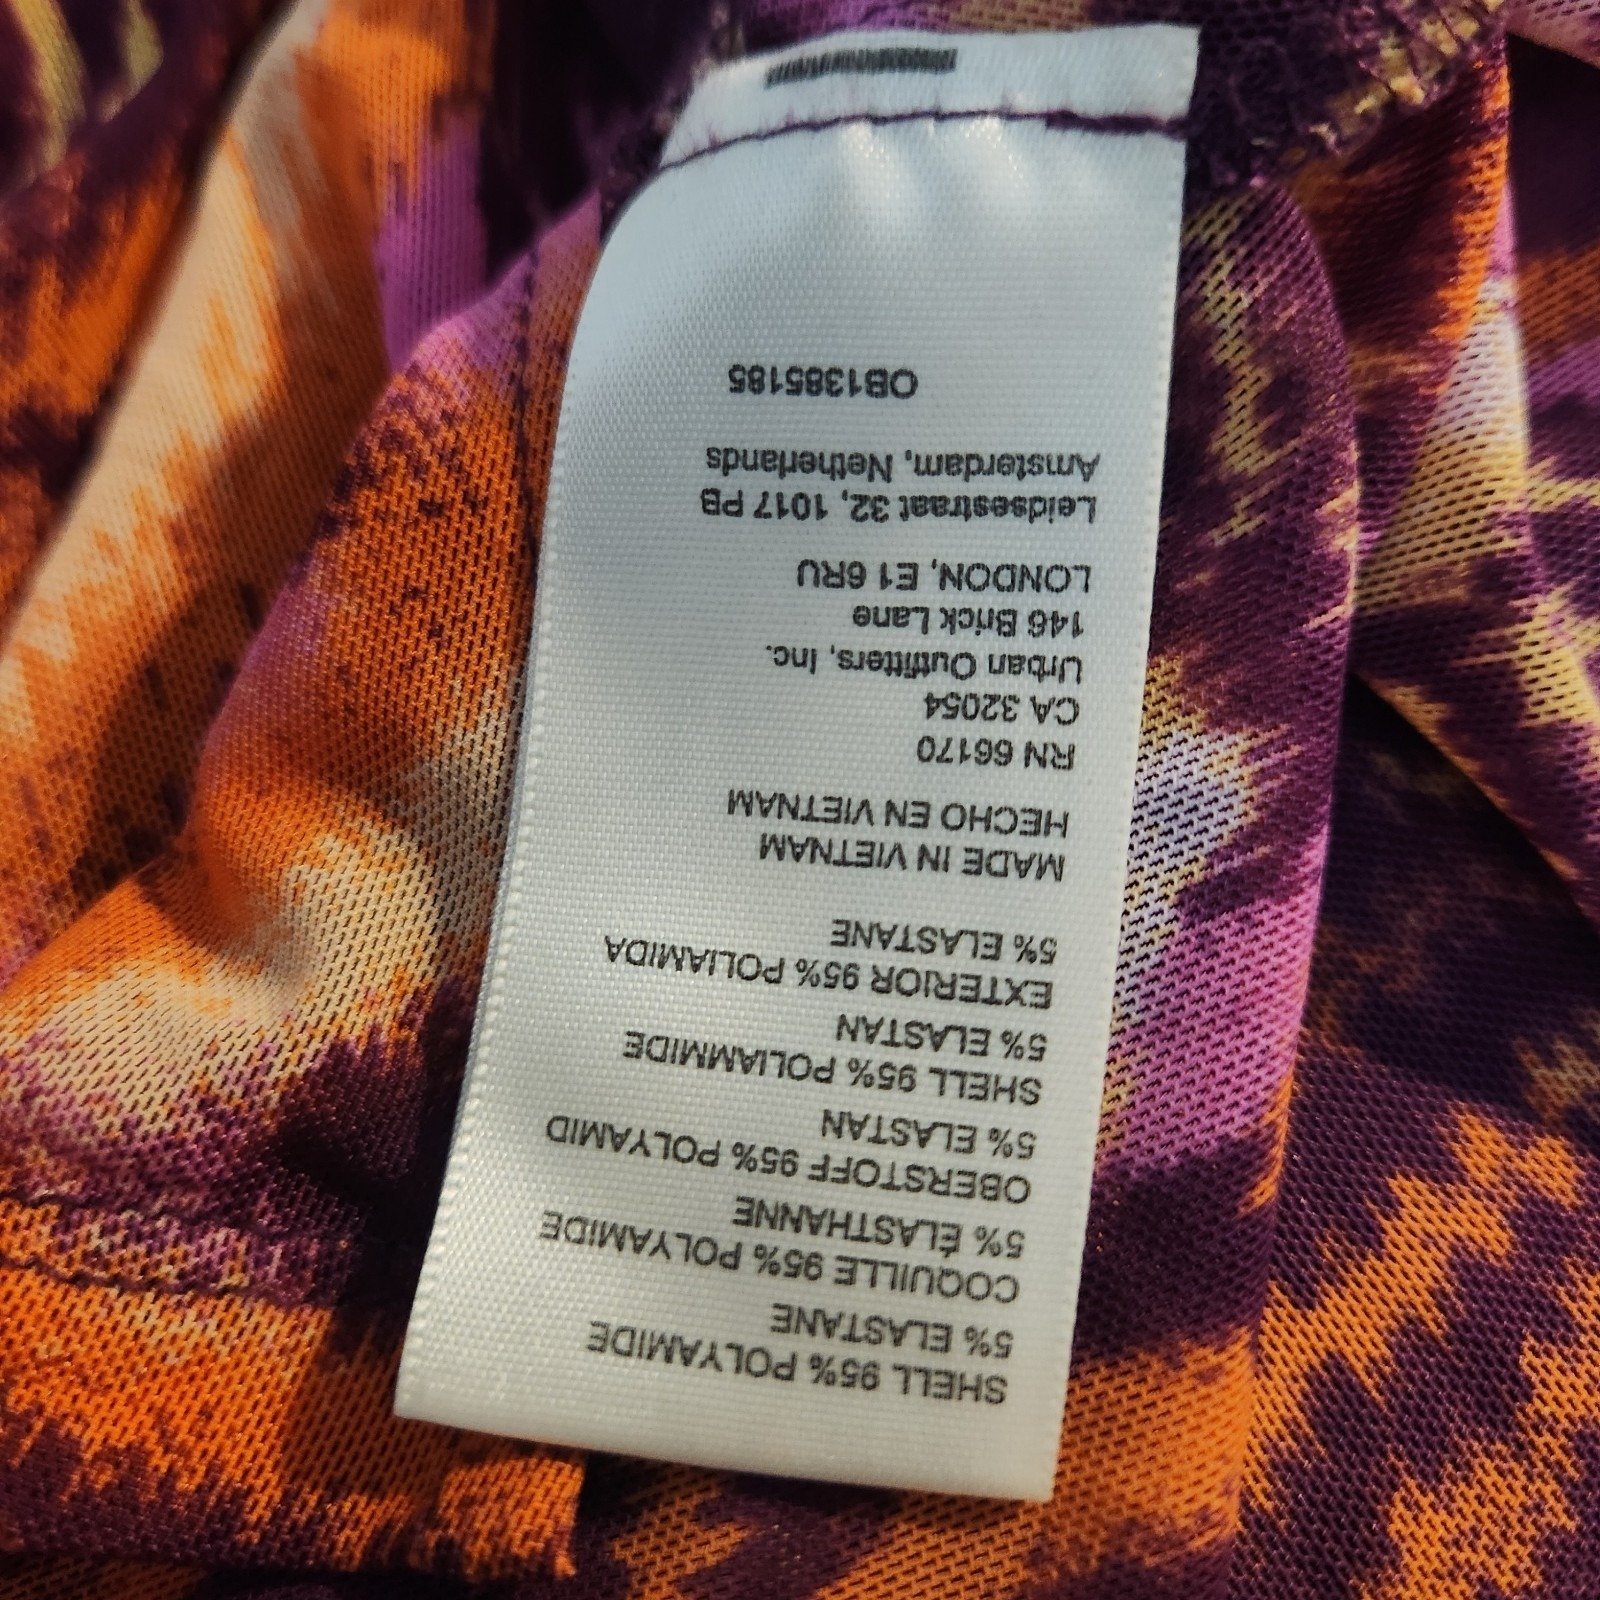 SHELL 95% POLYAMIDE
5% ELASTANE
COQUILLE 95% POLYAMIDE
5% ÉLASTHANNE
OBERSTOFF 95% POLYAMID
5% ELASTAN
SHELL 95% POLIAMMIDE
5% ELASTAN
EXTERIOR 95% POLIAMIDA
5% ELASTANE
MADE IN VIETNAM
HECHO EN VIETNAM
RN 66170
CA 32054
Urban Outfitters, Inc.
146 Brick Lane
LONDON, E1 6RU
Leidsestraat 32, 1017 PB
Amsterdam, Netherlands
OB1385185